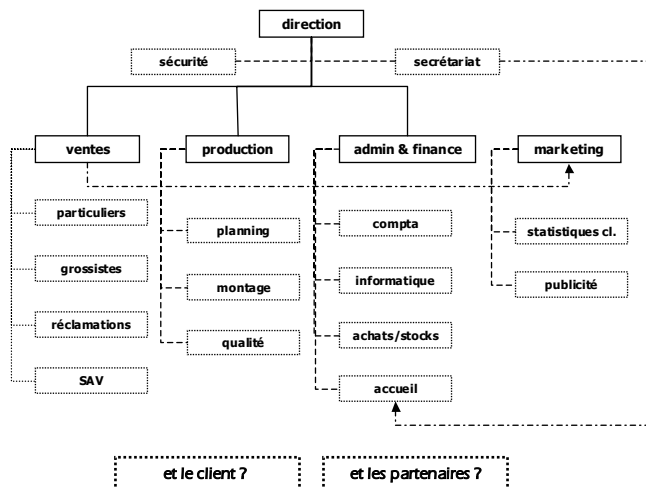 direction
sécurité
secrétariat
ventes
production
admin & finance
marketing
particuliers
planning
compta
statistiques cl.
grossistes
montage
informatique
publicité
réclamations
qualité
achats/stocks
SAV
accueil
et le client ?
et les partenaires ?